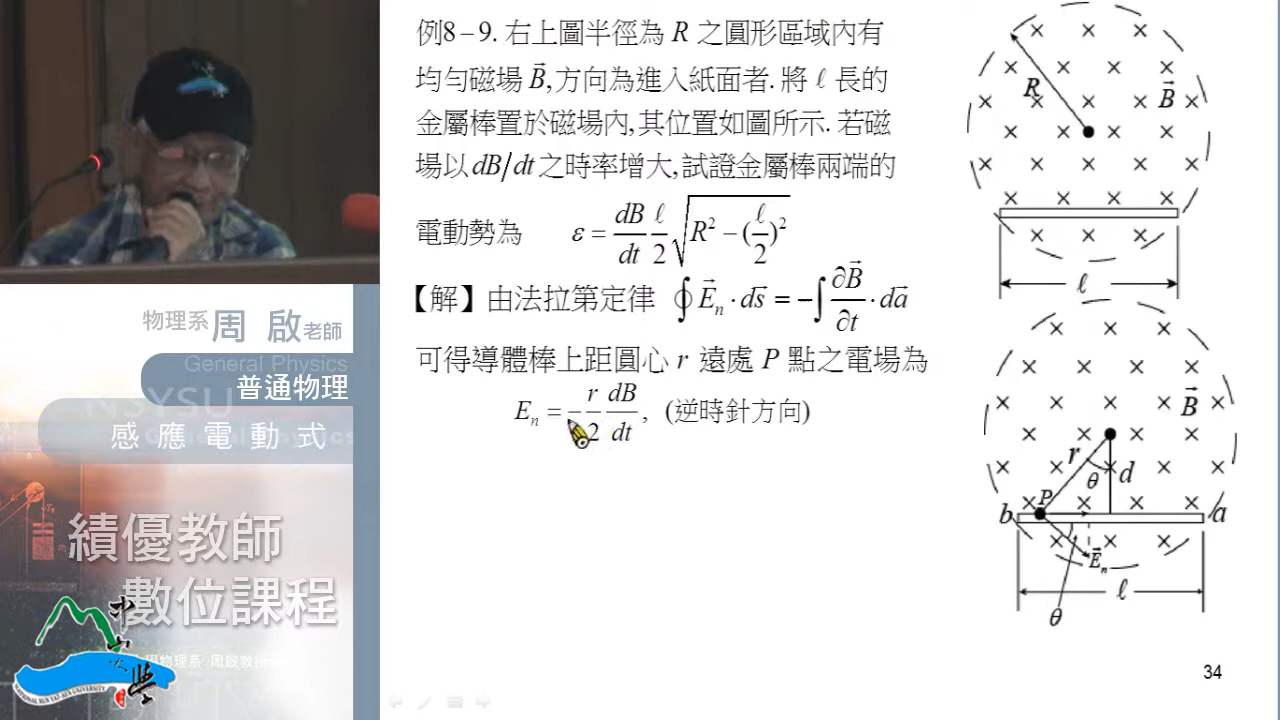 例8－9. 右上圖半徑為 R 之圓形區域內有
均勻磁場 B⃗, 方向為進入紙面者. 將 ℓ 長的
金屬棒置於磁場內, 其位置如圖所示. 若磁
場以 dB/dt 之時率增大, 試證金屬棒兩端的
電動勢為 ε = dB/dt ℓ/2 √(R² − (ℓ/2)²)
【解】由法拉第定律 ∮ E⃗n · ds⃗ = −∫ ∂B⃗/∂t · da⃗
可得導體棒上距圓心 r 遠處 P 點之電場為
En = − r/2 dB/dt, (逆時針方向)
R
B⃗
ℓ
B⃗
r
d
θ
P
b
a
E⃗n
ℓ
θ
34
物理系 周 啟 老師
General Physics
NSYSU
普通物理
感應電動式
績優教師
數位課程